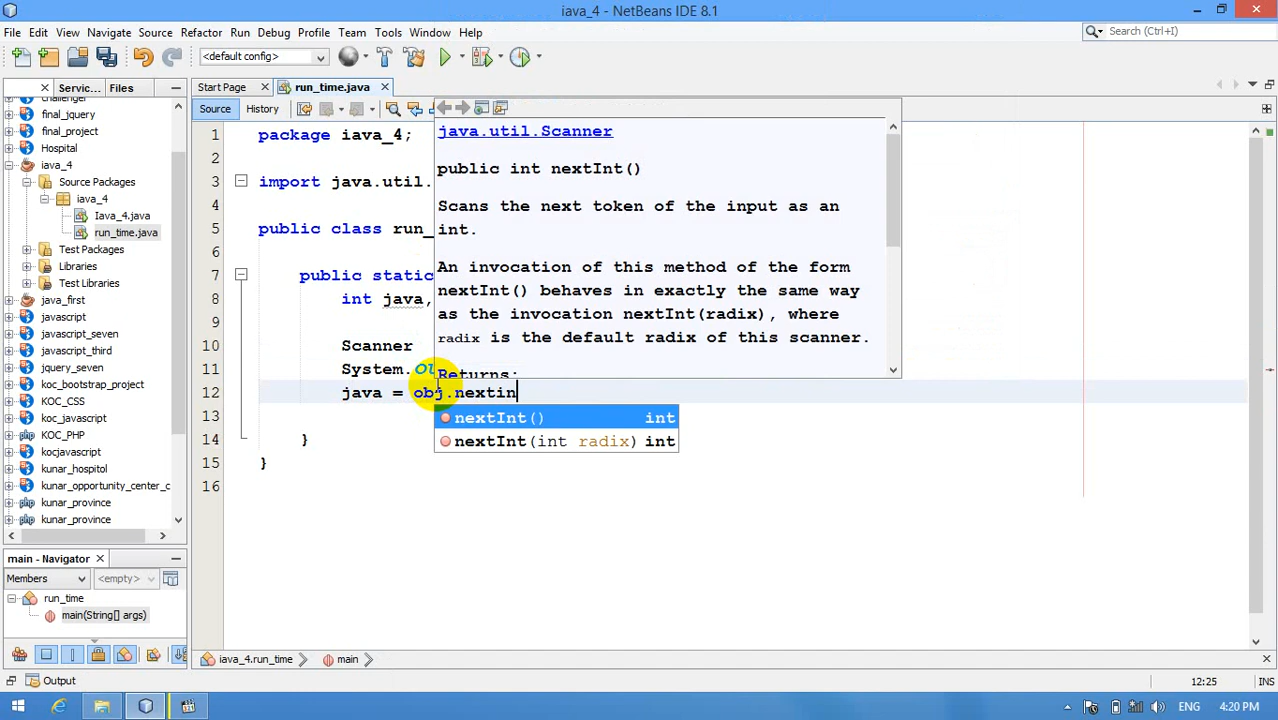 iava_4 - NetBeans IDE 8.1
File Edit View Navigate Source Refactor Run Debug Profile Team Tools Window Help
Search (Ctrl+I)
<default config>
Servic... Files
Start Page
run_time.java
Source History
challenger
final_jquery
final_project
Hospital
iava_4
Source Packages
iava_4
Iava_4.java
run_time.java
Test Packages
Libraries
Test Libraries
java_first
javascript
javascript_seven
javascript_third
jquery_seven
koc_bootstrap_project
KOC_CSS
koc_javascript
KOC_PHP
kocjavascript
kunar_hospitol
kunar_opportunity_center_c
kunar_province
kunar_province
1 package iava_4;
2
3 import java.util.
4
5 public class run_
6
7 public static
8 int java,
9
10 Scanner
11 System.
12 java = obj.nextin
13
14 }
15 }
16
java.util.Scanner
public int nextInt()
Scans the next token of the input as an
int.
An invocation of this method of the form
nextInt() behaves in exactly the same way
as the invocation nextInt(radix), where
radix is the default radix of this scanner.
Returns:
nextInt() int
nextInt(int radix) int
main - Navigator
Members <empty>
run_time
main(String[] args)
iava_4.run_time main
Output
12:25 INS
ENG 4:20 PM